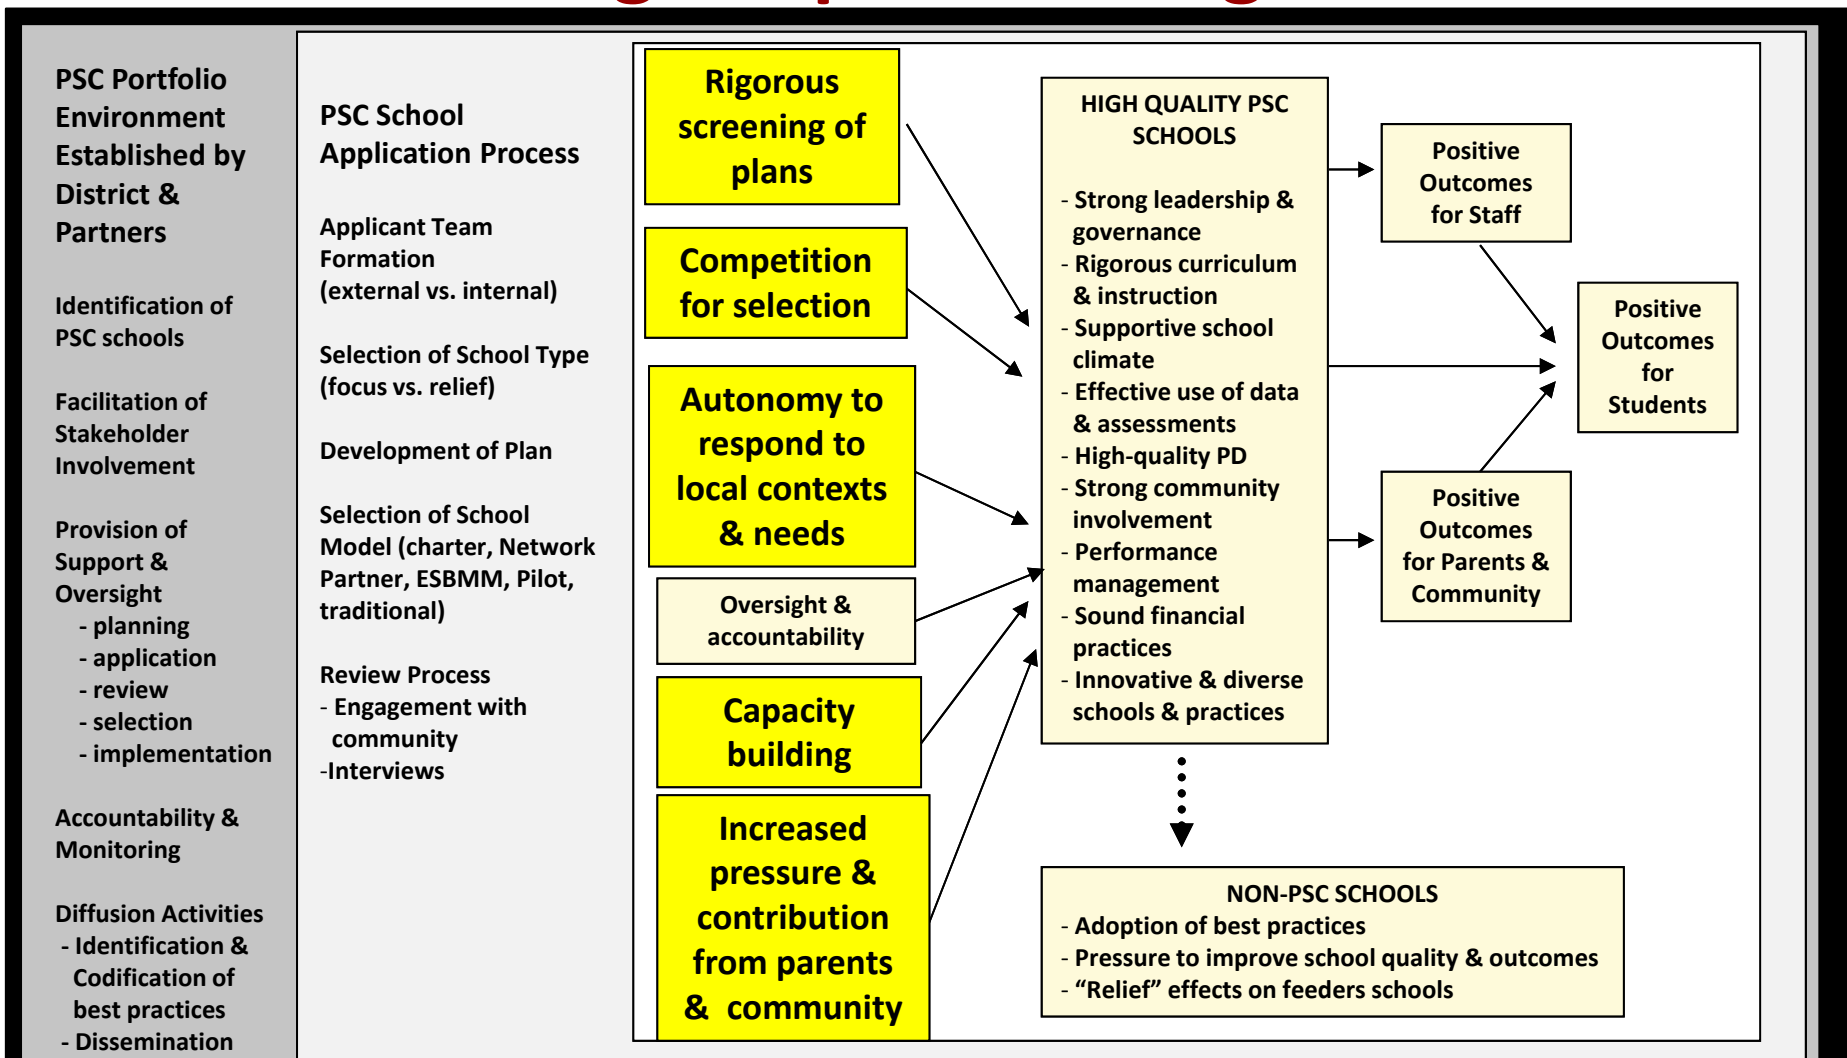 PSC Portfolio
Environment
Established by
District &
Partners
Identification of
PSC schools
Facilitation of
Stakeholder
Involvement
Provision of
Support &
Oversight
- planning
- application
- review
- selection
- implementation
Accountability &
Monitoring
Diffusion Activities
- Identification &
Codification of
best practices
- Dissemination
PSC School
Application Process
Applicant Team
Formation
(external vs. internal)
Selection of School Type
(focus vs. relief)
Development of Plan
Selection of School
Model (charter, Network
Partner, ESBMM, Pilot,
traditional)
Review Process
- Engagement with
community
-Interviews
Rigorous
screening of
plans
Competition
for selection
Autonomy to
respond to
local contexts
& needs
Oversight &
accountability
Capacity
building
Increased
pressure &
contribution
from parents
& community
HIGH QUALITY PSC
SCHOOLS
- Strong leadership &
governance
- Rigorous curriculum
& instruction
- Supportive school
climate
- Effective use of data
& assessments
- High-quality PD
- Strong community
involvement
- Performance
management
- Sound financial
practices
- Innovative & diverse
schools & practices
Positive
Outcomes
for Staff
Positive
Outcomes
for
Students
Positive
Outcomes
for Parents &
Community
NON-PSC SCHOOLS
- Adoption of best practices
- Pressure to improve school quality & outcomes
- “Relief” effects on feeders schools